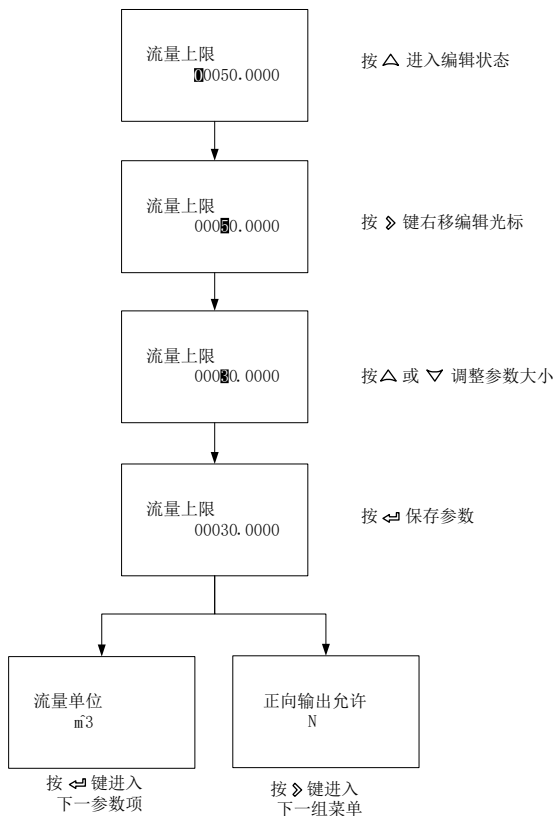 流量上限
00050.0000
按 △ 进入编辑状态
流量上限
00050.0000
按 》 键右移编辑光标
流量上限
00030.0000
按 △ 或 ▽ 调整参数大小
流量上限
00030.0000
按 ↵ 保存参数
流量单位
m^3
正向输出允许
N
按 ↵ 键进入
下一参数项
按 》 键进入
下一组菜单